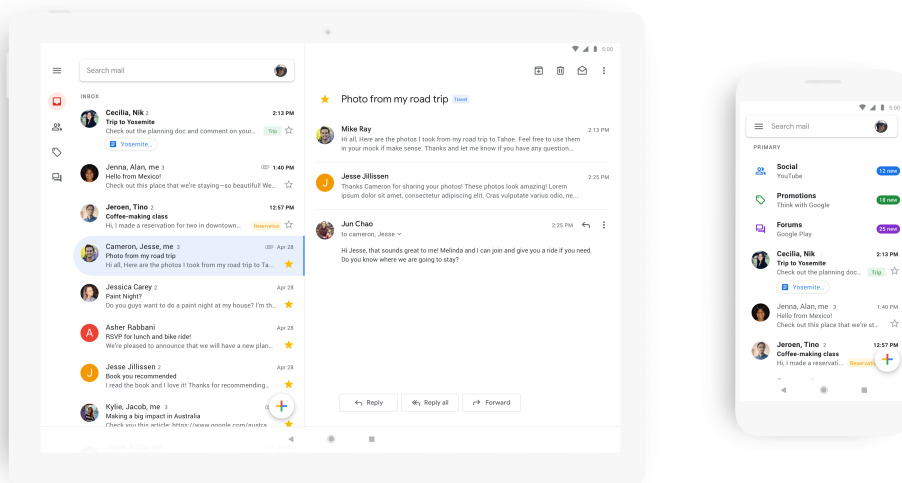 5:00
Search mail
INBOX
Cecilia, Nik 2
2:13 PM
Trip to Yosemite
Check out the planning doc and comment on your...
Trip
Yosemite...
Jenna, Alan, me 3
1:40 PM
Hello from Mexico!
Check out this place that we're staying—so beautiful! We...
Jeroen, Tino 2
12:57 PM
Coffee-making class
Hi, I made a reservation for two in downtown...
Reservation
Cameron, Jesse, me 3
Apr 28
Photo from my road trip
Hi all, Here are the photos I took from my road trip to Ta...
Jessica Carey 2
Apr 28
Paint Night?
Do you guys want to do a paint night at my house? I'm th...
A
Asher Rabbani
Apr 28
RSVP for lunch and bike ride!
We're pleased to announce that we will have a new plan...
J
Jesse Jillissen 2
Apr 28
Book you recommended
I read the book and I love it! Thanks for recommending...
Kylie, Jacob, me 3
Making a big impact in Australia
Check you this article: https://www.google.com/austra...
Photo from my road trip
Travel
Mike Ray
2:13 PM
Hi all, Here are the photos I took from my road trip to Tahoe. Feel free to use them
in your mock if make sense. Thanks and let me know if you have any question...
J
Jesse Jillissen
2:25 PM
Thanks Cameron for sharing your photos! These photos look amazing! Lorem
ipsum dolor sit amet, consectetur adipiscing elit. Cras vulputate varius odio, ne...
Jun Chao
2:25 PM
to cameron, Jesse
Hi Jesse, that sounds great to me! Melinda and I can join and give you a ride if you need.
Do you know where we are going to stay?
Reply
Reply all
Forward
5:00
Search mail
PRIMARY
Social
12 new
YouTube
Promotions
18 new
Think with Google
Forums
25 new
Google Play
Cecilia, Nik
2:13 PM
Trip to Yosemite
Check out the planning doc...
Trip
Yosemite...
Jenna, Alan, me 3
1:40 PM
Hello from Mexico!
Check out this place that we're st...
Jeroen, Tino 2
12:57 PM
Coffee-making class
Hi, I made a reservati...